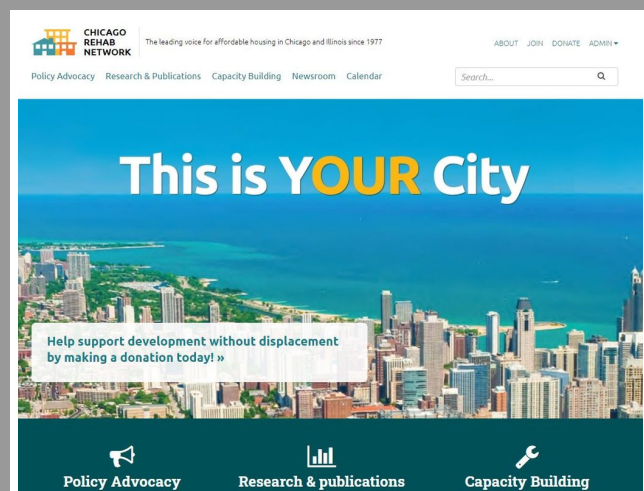 CHICAGO
REHAB
NETWORK
The leading voice for affordable housing in Chicago and Illinois since 1977
ABOUT JOIN DONATE ADMIN
Policy Advocacy Research & Publications Capacity Building Newsroom Calendar
Search...
This is YOUR City
Help support development without displacement
by making a donation today! »
Policy Advocacy Research & publications Capacity Building